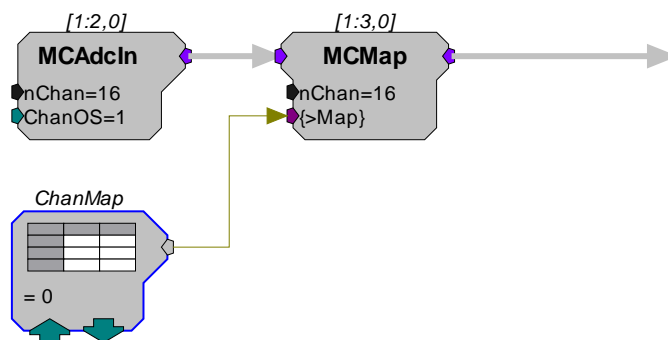 [1:2,0]
MCAdcIn
nChan=16
ChanOS=1
[1:3,0]
MCMap
nChan=16
{>Map}
ChanMap
= 0